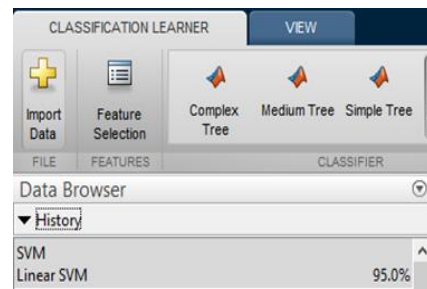 CLASSIFICATION LEARNER VIEW
Import Data
Feature Selection
Complex Tree
Medium Tree
Simple Tree
FILE FEATURES CLASSIFIER
Data Browser
History
SVM
Linear SVM 95.0%